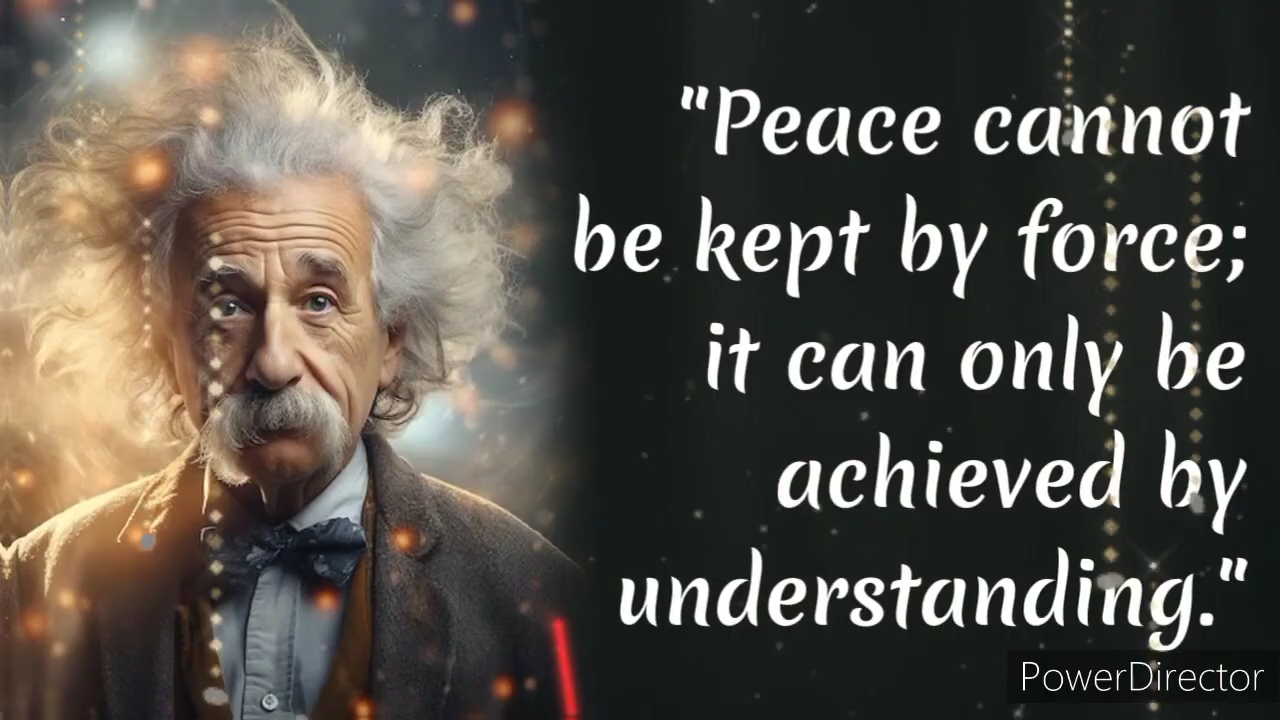 "Peace cannot
be kept by force;
it can only be
achieved by
understanding."
PowerDirector